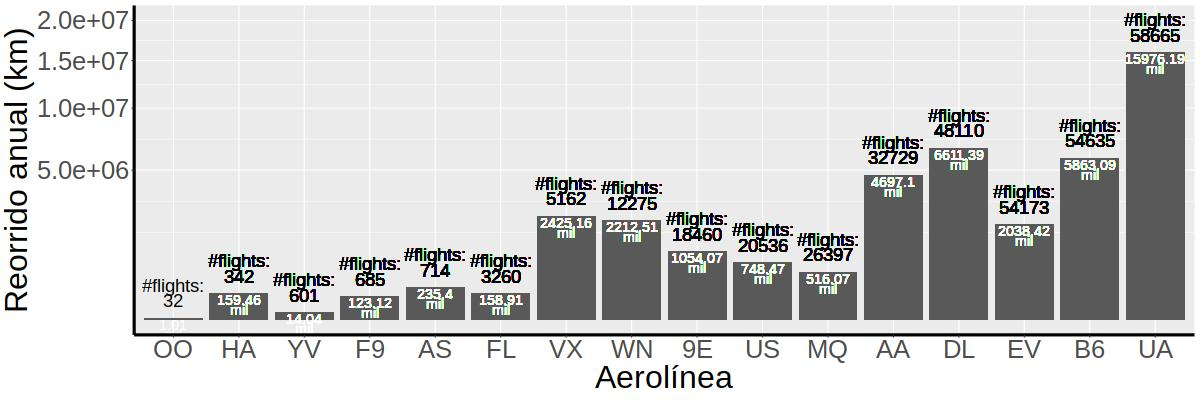 Reorrido anual (km)
2.0e+07
1.5e+07
1.0e+07
5.0e+06
#flights:
32
1.01
#flights:
342
159.46
mil
#flights:
601
14.04
mil
#flights:
685
123.12
mil
#flights:
714
235.4
mil
#flights:
3260
158.91
mil
#flights:
5162
2425.16
mil
#flights:
12275
2212.51
mil
#flights:
18460
1054.07
mil
#flights:
20536
748.47
mil
#flights:
26397
516.07
mil
#flights:
32729
4697.1
mil
#flights:
48110
6611.39
mil
#flights:
54173
2038.42
mil
#flights:
54635
5863.09
mil
#flights:
58665
15976.19
mil
OO HA YV F9 AS FL VX WN 9E US MQ AA DL EV B6 UA
Aerolínea